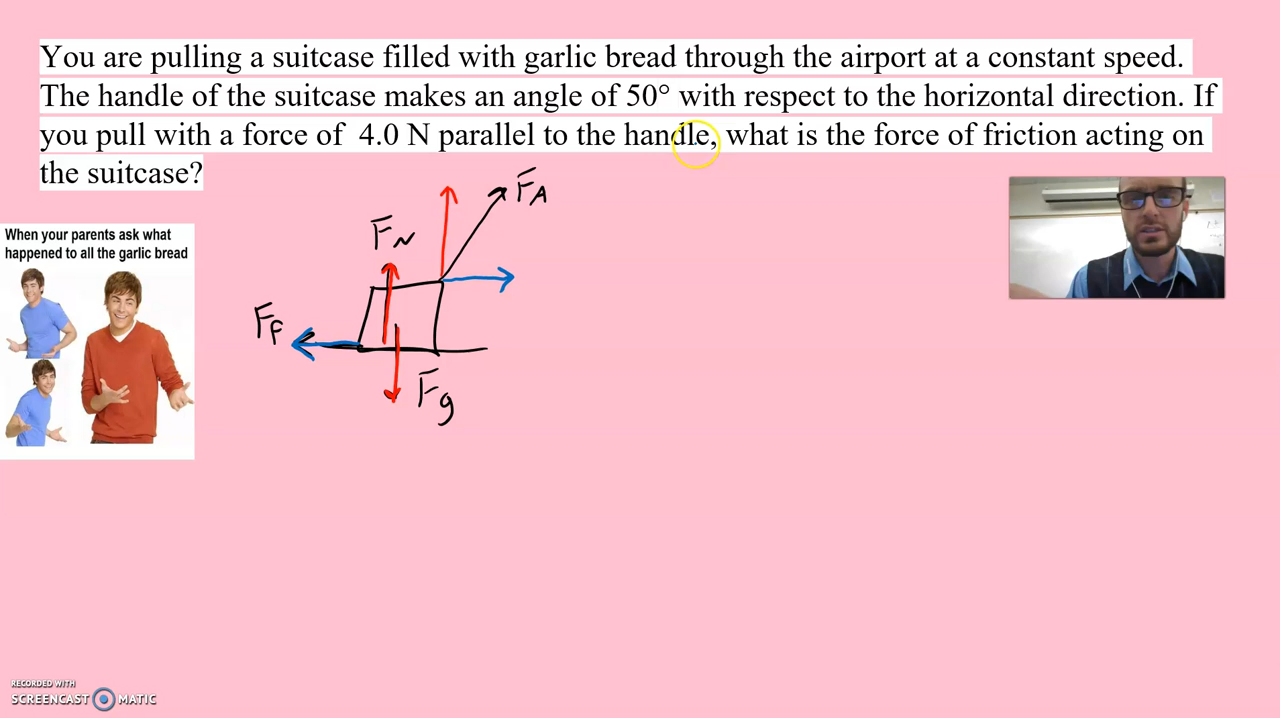 You are pulling a suitcase filled with garlic bread through the airport at a constant speed.
The handle of the suitcase makes an angle of 50° with respect to the horizontal direction. If
you pull with a force of 4.0 N parallel to the handle, what is the force of friction acting on
the suitcase?
FA
FN
When your parents ask what
happened to all the garlic bread
Ff
Fg
RECORDED WITH
SCREENCAST MATIC